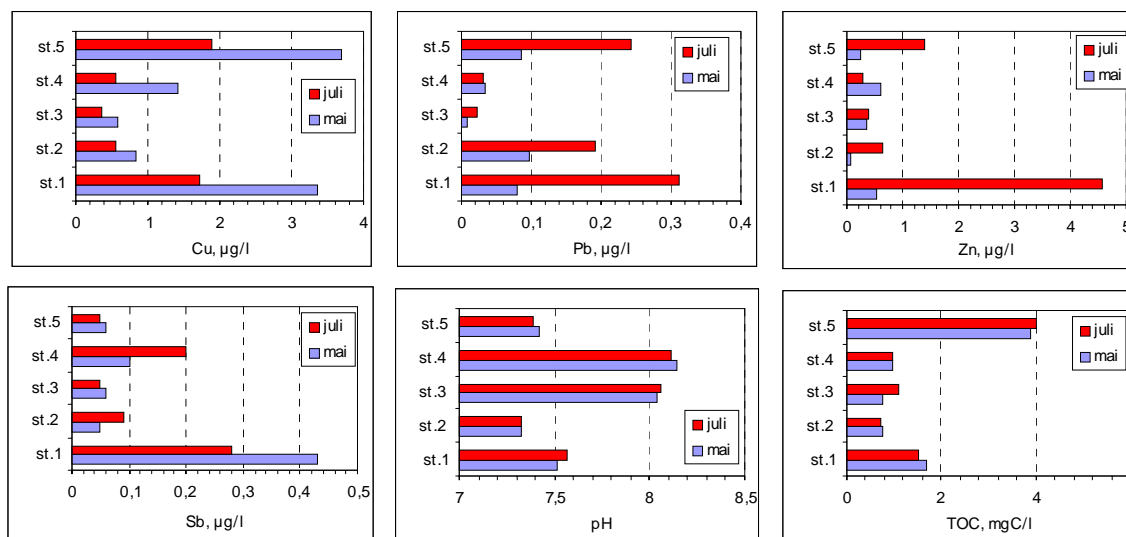 st.5
st.4
st.3
st.2
st.1
juli
mai
0 1 2 3 4
Cu, µg/l
st.5
st.4
st.3
st.2
st.1
juli
mai
0 0,1 0,2 0,3 0,4
Pb, µg/l
st.5
st.4
st.3
st.2
st.1
juli
mai
0 1 2 3 4 5
Zn, µg/l
st.5
st.4
st.3
st.2
st.1
juli
mai
0 0,1 0,2 0,3 0,4 0,5
Sb, µg/l
st.5
st.4
st.3
st.2
st.1
juli
mai
7 7,5 8 8,5
pH
st.5
st.4
st.3
st.2
st.1
juli
mai
0 2 4
TOC, mgC/l